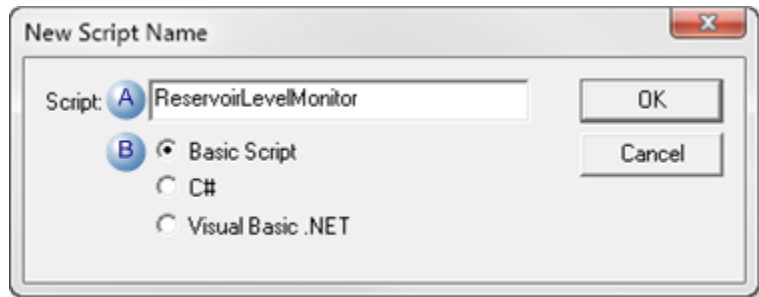 New Script Name
Script: A ReservoirLevelMonitor OK
B Basic Script Cancel
C#
Visual Basic .NET